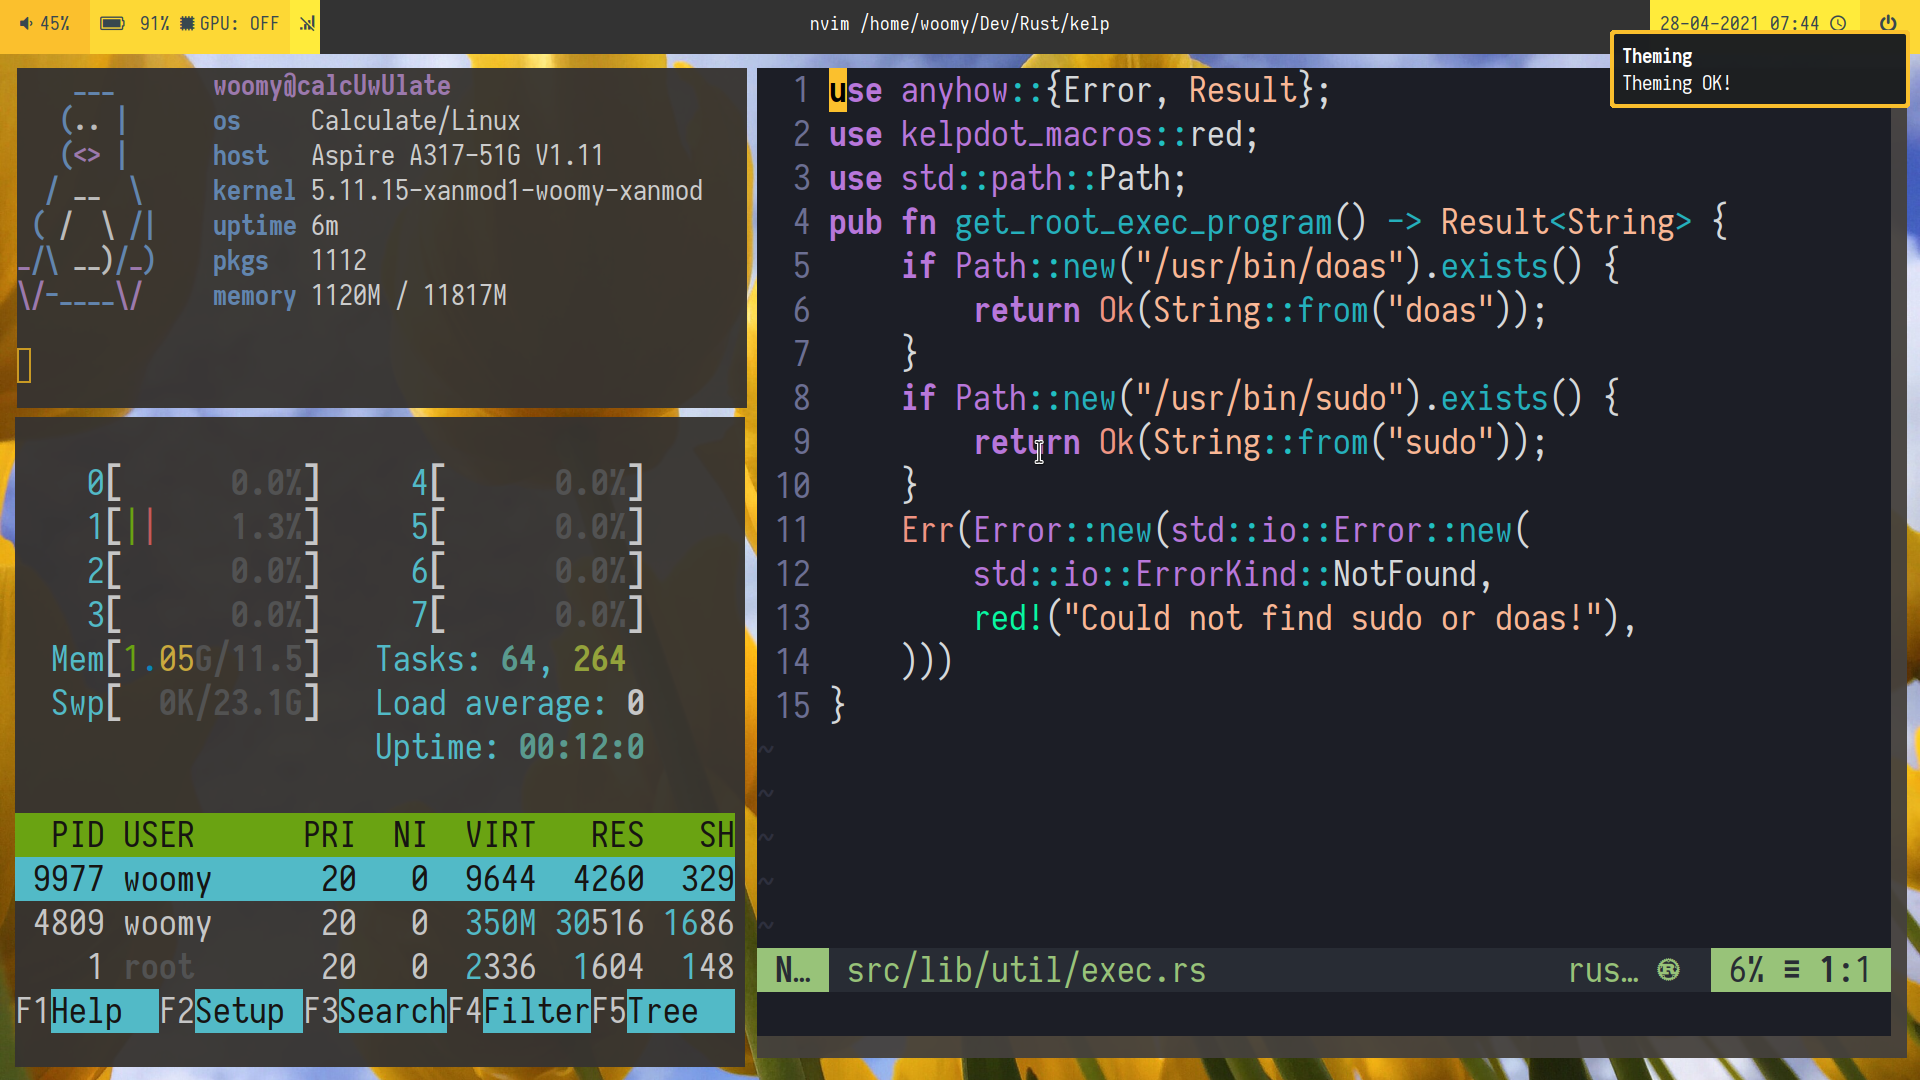 45%
91% GPU: OFF
nvim /home/woomy/Dev/Rust/kelp
28-04-2021 07:44
Theming
Theming OK!
woomy@calcUwUlate
os Calculate/Linux
host Aspire A317-51G V1.11
kernel 5.11.15-xanmod1-woomy-xanmod
uptime 6m
pkgs 1112
memory 1120M / 11817M
0[ 0.0%] 4[ 0.0%]
1[|| 1.3%] 5[ 0.0%]
2[ 0.0%] 6[ 0.0%]
3[ 0.0%] 7[ 0.0%]
Mem[1.05G/11.5] Tasks: 64, 264
Swp[ 0K/23.1G] Load average: 0
Uptime: 00:12:0
PID USER PRI NI VIRT RES SH
9977 woomy 20 0 9644 4260 329
4809 woomy 20 0 350M 30516 1686
1 root 20 0 2336 1604 148
F1Help F2Setup F3SearchF4FilterF5Tree
1 use anyhow::{Error, Result};
2 use kelpdot_macros::red;
3 use std::path::Path;
4 pub fn get_root_exec_program() -> Result<String> {
5     if Path::new("/usr/bin/doas").exists() {
6         return Ok(String::from("doas"));
7     }
8     if Path::new("/usr/bin/sudo").exists() {
9         return Ok(String::from("sudo"));
10     }
11     Err(Error::new(std::io::Error::new(
12         std::io::ErrorKind::NotFound,
13         red!("Could not find sudo or doas!"),
14     )))
15 }
~
~
~
~
~
N… src/lib/util/exec.rs rus… 6% ≡ 1:1